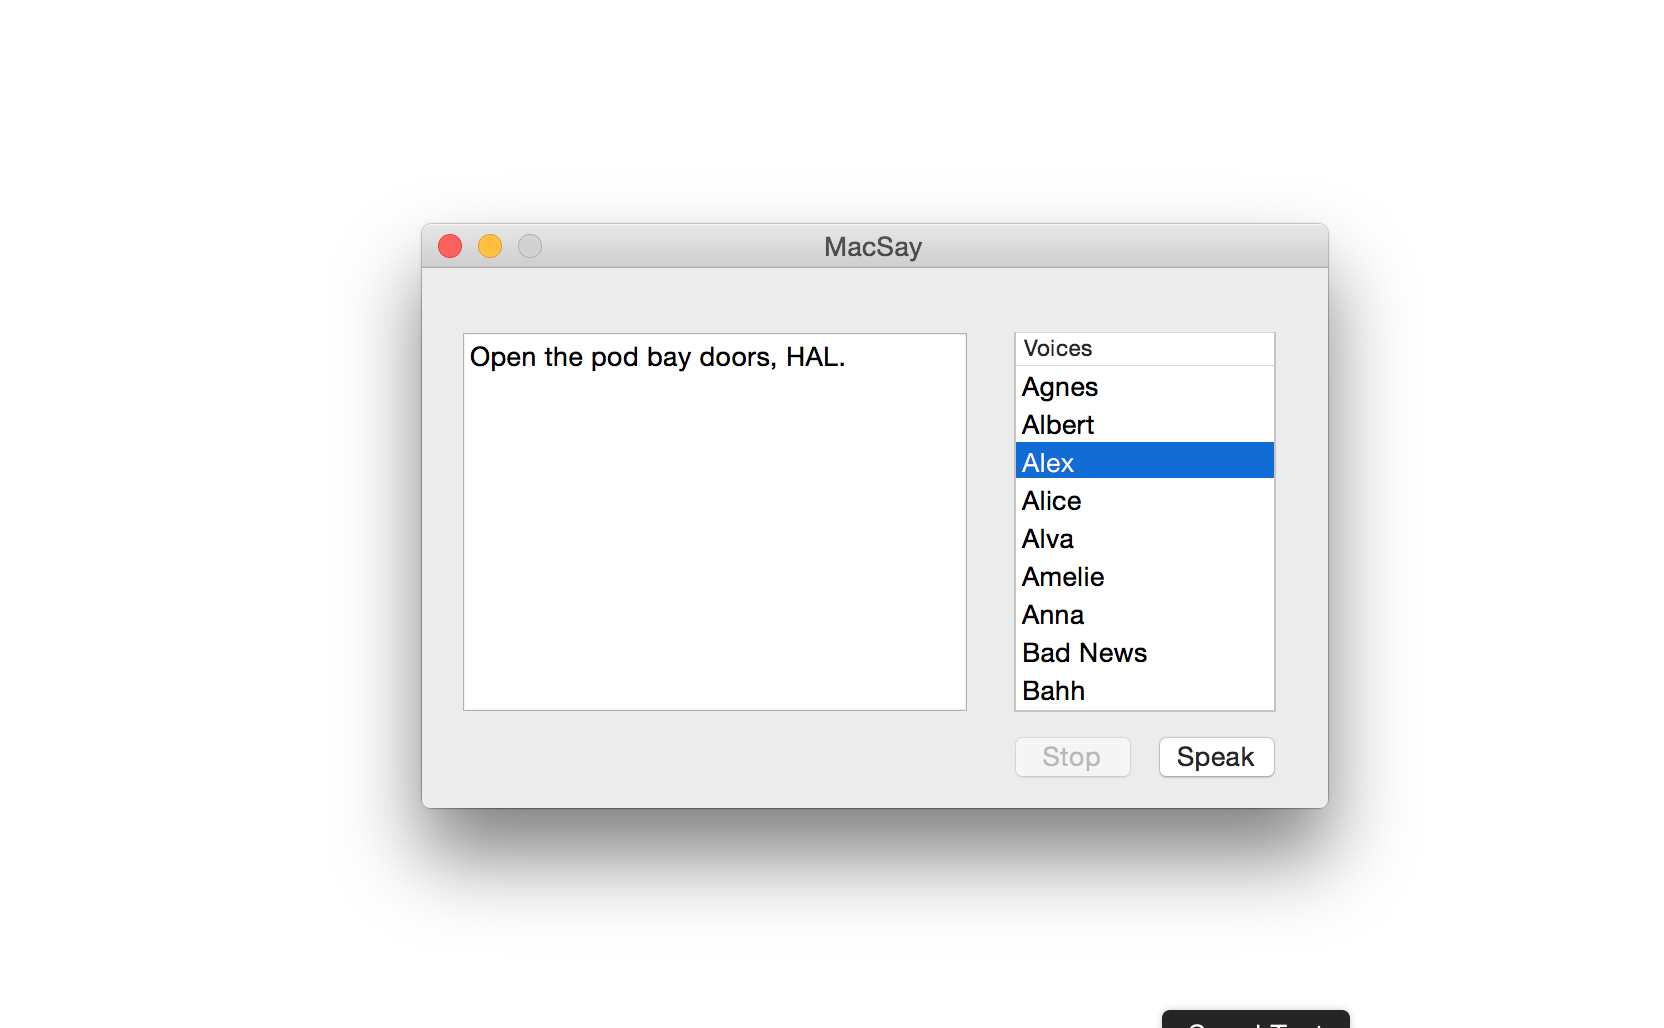 MacSay
Open the pod bay doors, HAL.
Voices
Agnes
Albert
Alex
Alice
Alva
Amelie
Anna
Bad News
Bahh
Stop
Speak